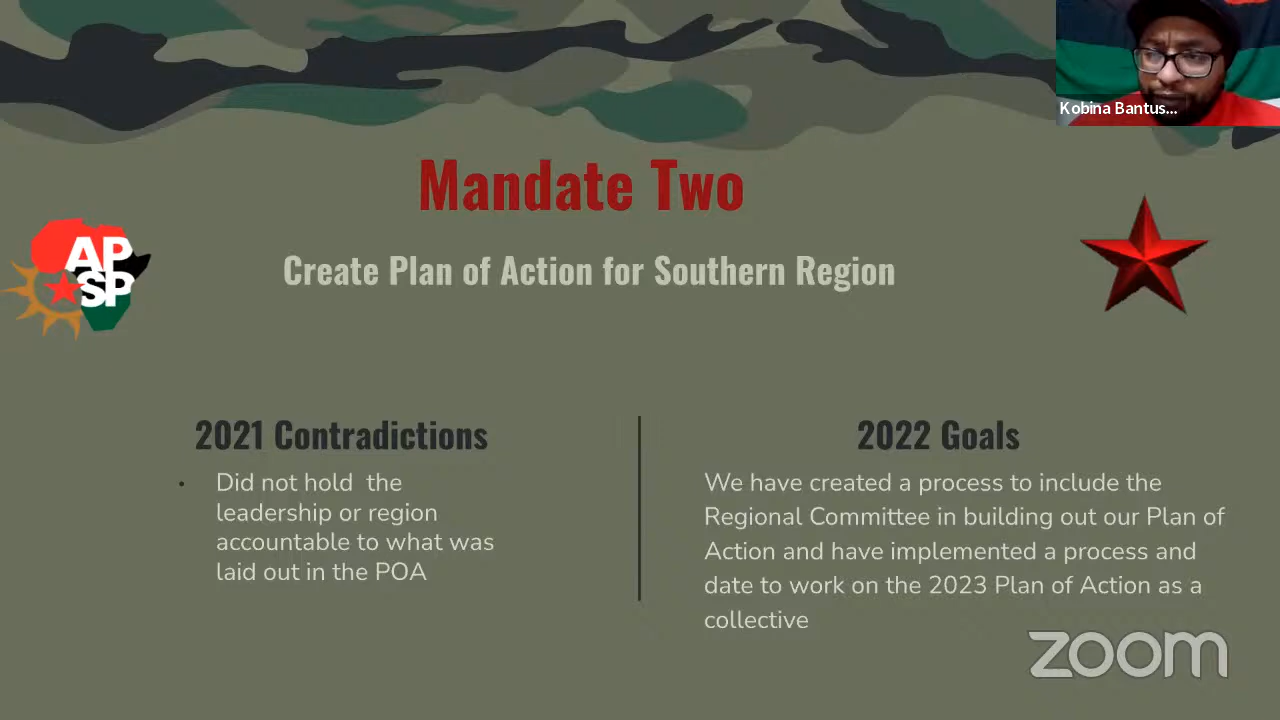 Kobina Bantus...
Mandate Two
AP
SP
Create Plan of Action for Southern Region
2021 Contradictions
• Did not hold the
leadership or region
accountable to what was
laid out in the POA
2022 Goals
We have created a process to include the
Regional Committee in building out our Plan of
Action and have implemented a process and
date to work on the 2023 Plan of Action as a
collective
zoom